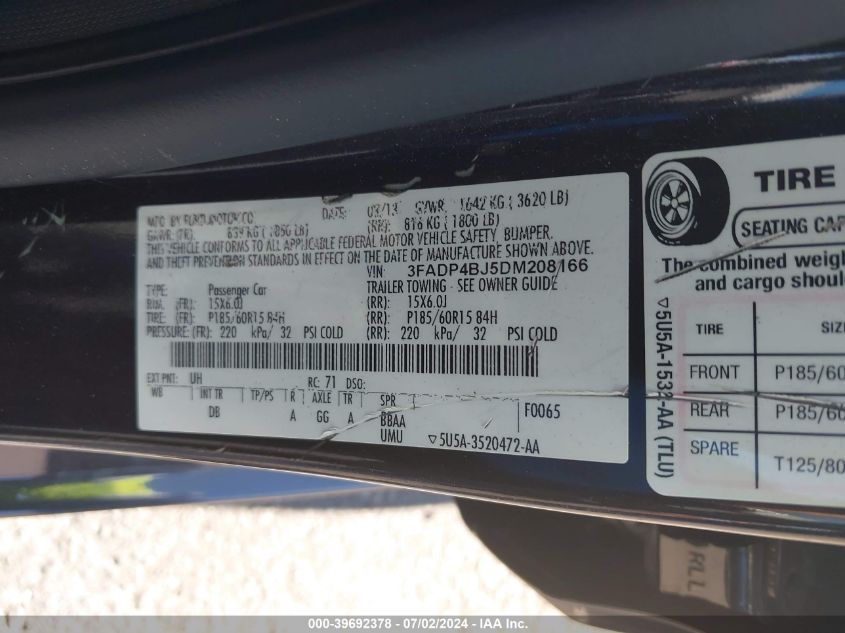 MFD. BY FORD MOTOR CO.
DATE: 03/13 GVWR: 1642 KG ( 3620 LB)
GAWR: (FR): 839 KG ( 1850 LB) (RR): 816 KG ( 1800 LB)
THIS VEHICLE CONFORMS TO ALL APPLICABLE FEDERAL MOTOR VEHICLE SAFETY, BUMPER,
AND THEFT PREVENTION STANDARDS IN EFFECT ON THE DATE OF MANUFACTURE SHOWN ABOVE.
VIN: 3FADP4BJ5DM208166
TYPE: Passenger Car TRAILER TOWING - SEE OWNER GUIDE
RIM: (FR): 15X6.0J (RR): 15X6.0J
TIRE: (FR): P185/60R15 84H (RR): P185/60R15 84H
PRESSURE: (FR): 220 kPa/ 32 PSI COLD (RR): 220 kPa/ 32 PSI COLD
EXT PNT: UH RC: 71 DSO:
WB INT TR TP/PS R AXLE TR SPR
DB A GG A BBAA F0065
UMU ▽5U5A-3520472-AA
TIRE
SEATING CAP
The combined weigh
and cargo shoul
TIRE SIZ
FRONT P185/60
REAR P185/60
SPARE T125/80
▽5U5A-1532-AA (TLU)
ROLL
000-39692378 - 07/02/2024 - IAA Inc.